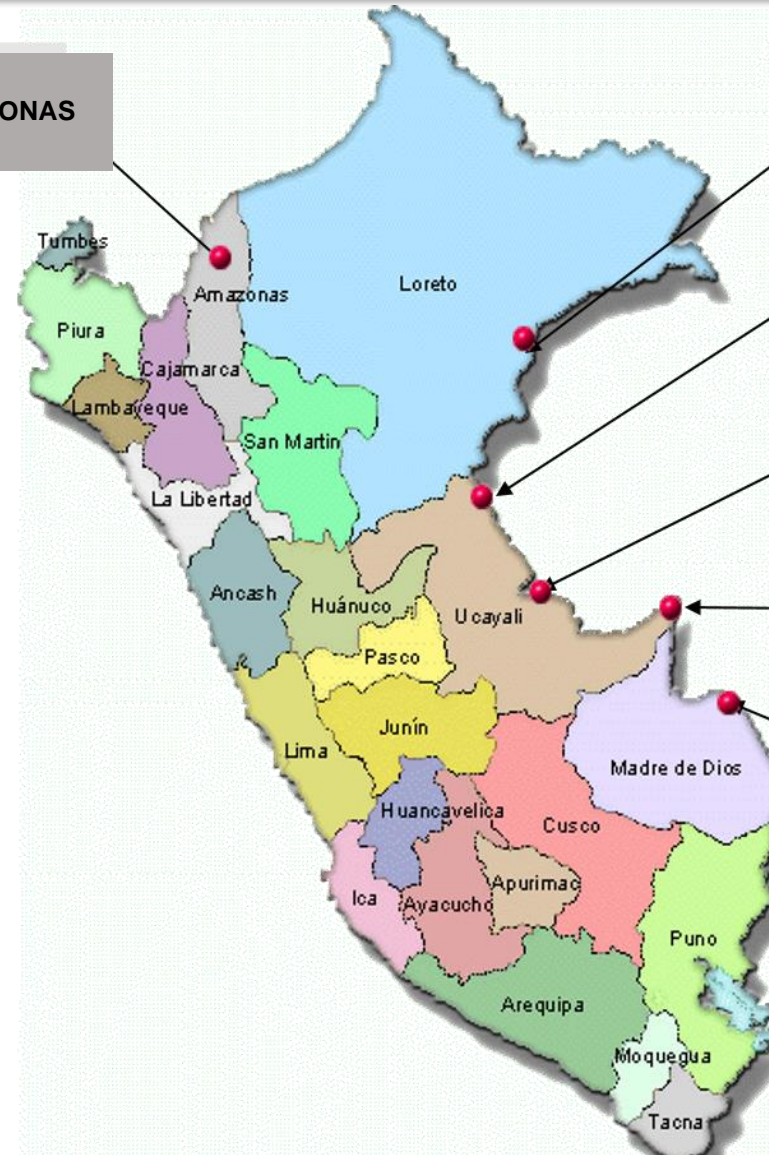 ONAS
Tumbes
Loreto
Amazonas
Piura
Cajamarca
Lambayeque
San Martin
La Libertad
Ancash
Huánuco
Ucayali
Pasco
Junín
Lima
Madre de Dios
Huancavelica
Cusco
Apurimac
Ica
Ayacucho
Puno
Arequipa
Moquegua
Tacna